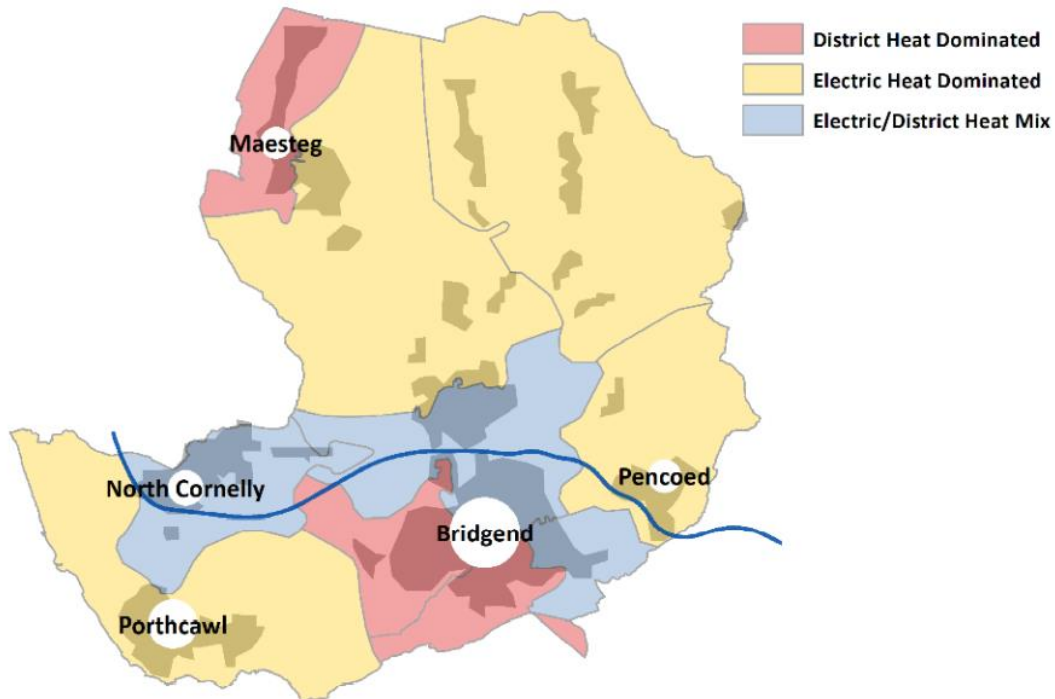 District Heat Dominated
Electric Heat Dominated
Electric/District Heat Mix
Maesteg
North Cornelly
Pencoed
Bridgend
Porthcawl